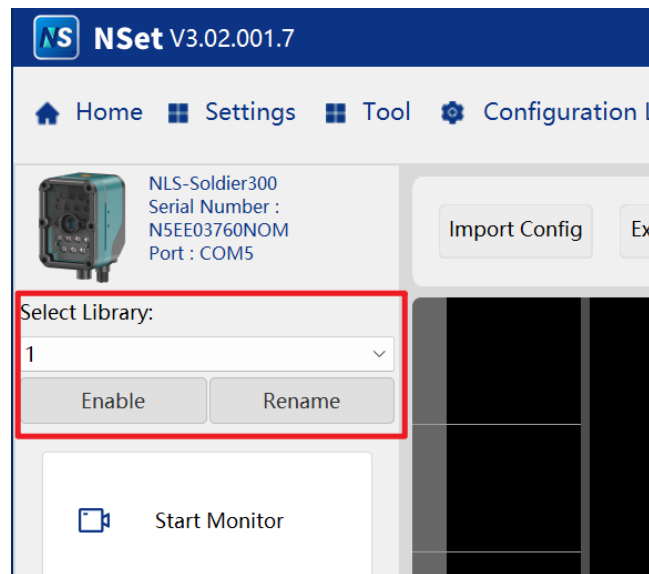 NS NSet V3.02.001.7
Home Settings Tool Configuration
NLS-Soldier300
Serial Number :
N5EE03760NOM
Port : COM5
Import Config
Select Library:
1
Enable Rename
Start Monitor